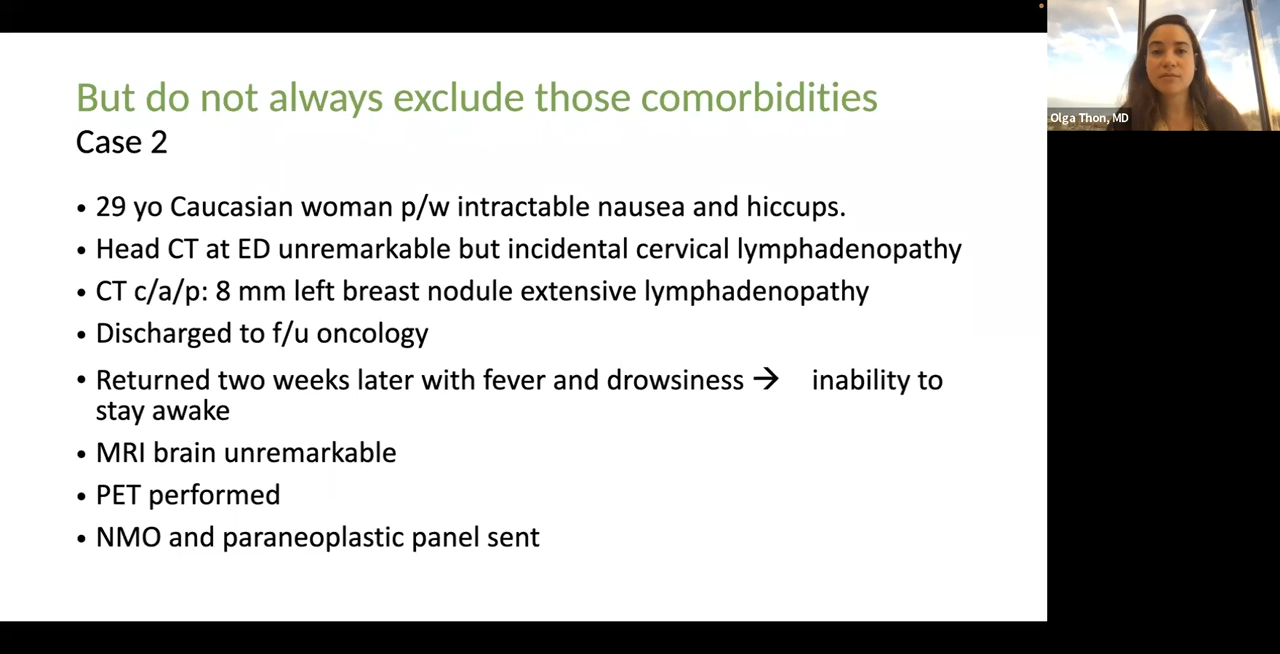 But do not always exclude those comorbidities
Case 2
• 29 yo Caucasian woman p/w intractable nausea and hiccups.
• Head CT at ED unremarkable but incidental cervical lymphadenopathy
• CT c/a/p: 8 mm left breast nodule extensive lymphadenopathy
• Discharged to f/u oncology
• Returned two weeks later with fever and drowsiness → inability to
stay awake
• MRI brain unremarkable
• PET performed
• NMO and paraneoplastic panel sent
Olga Thon, MD